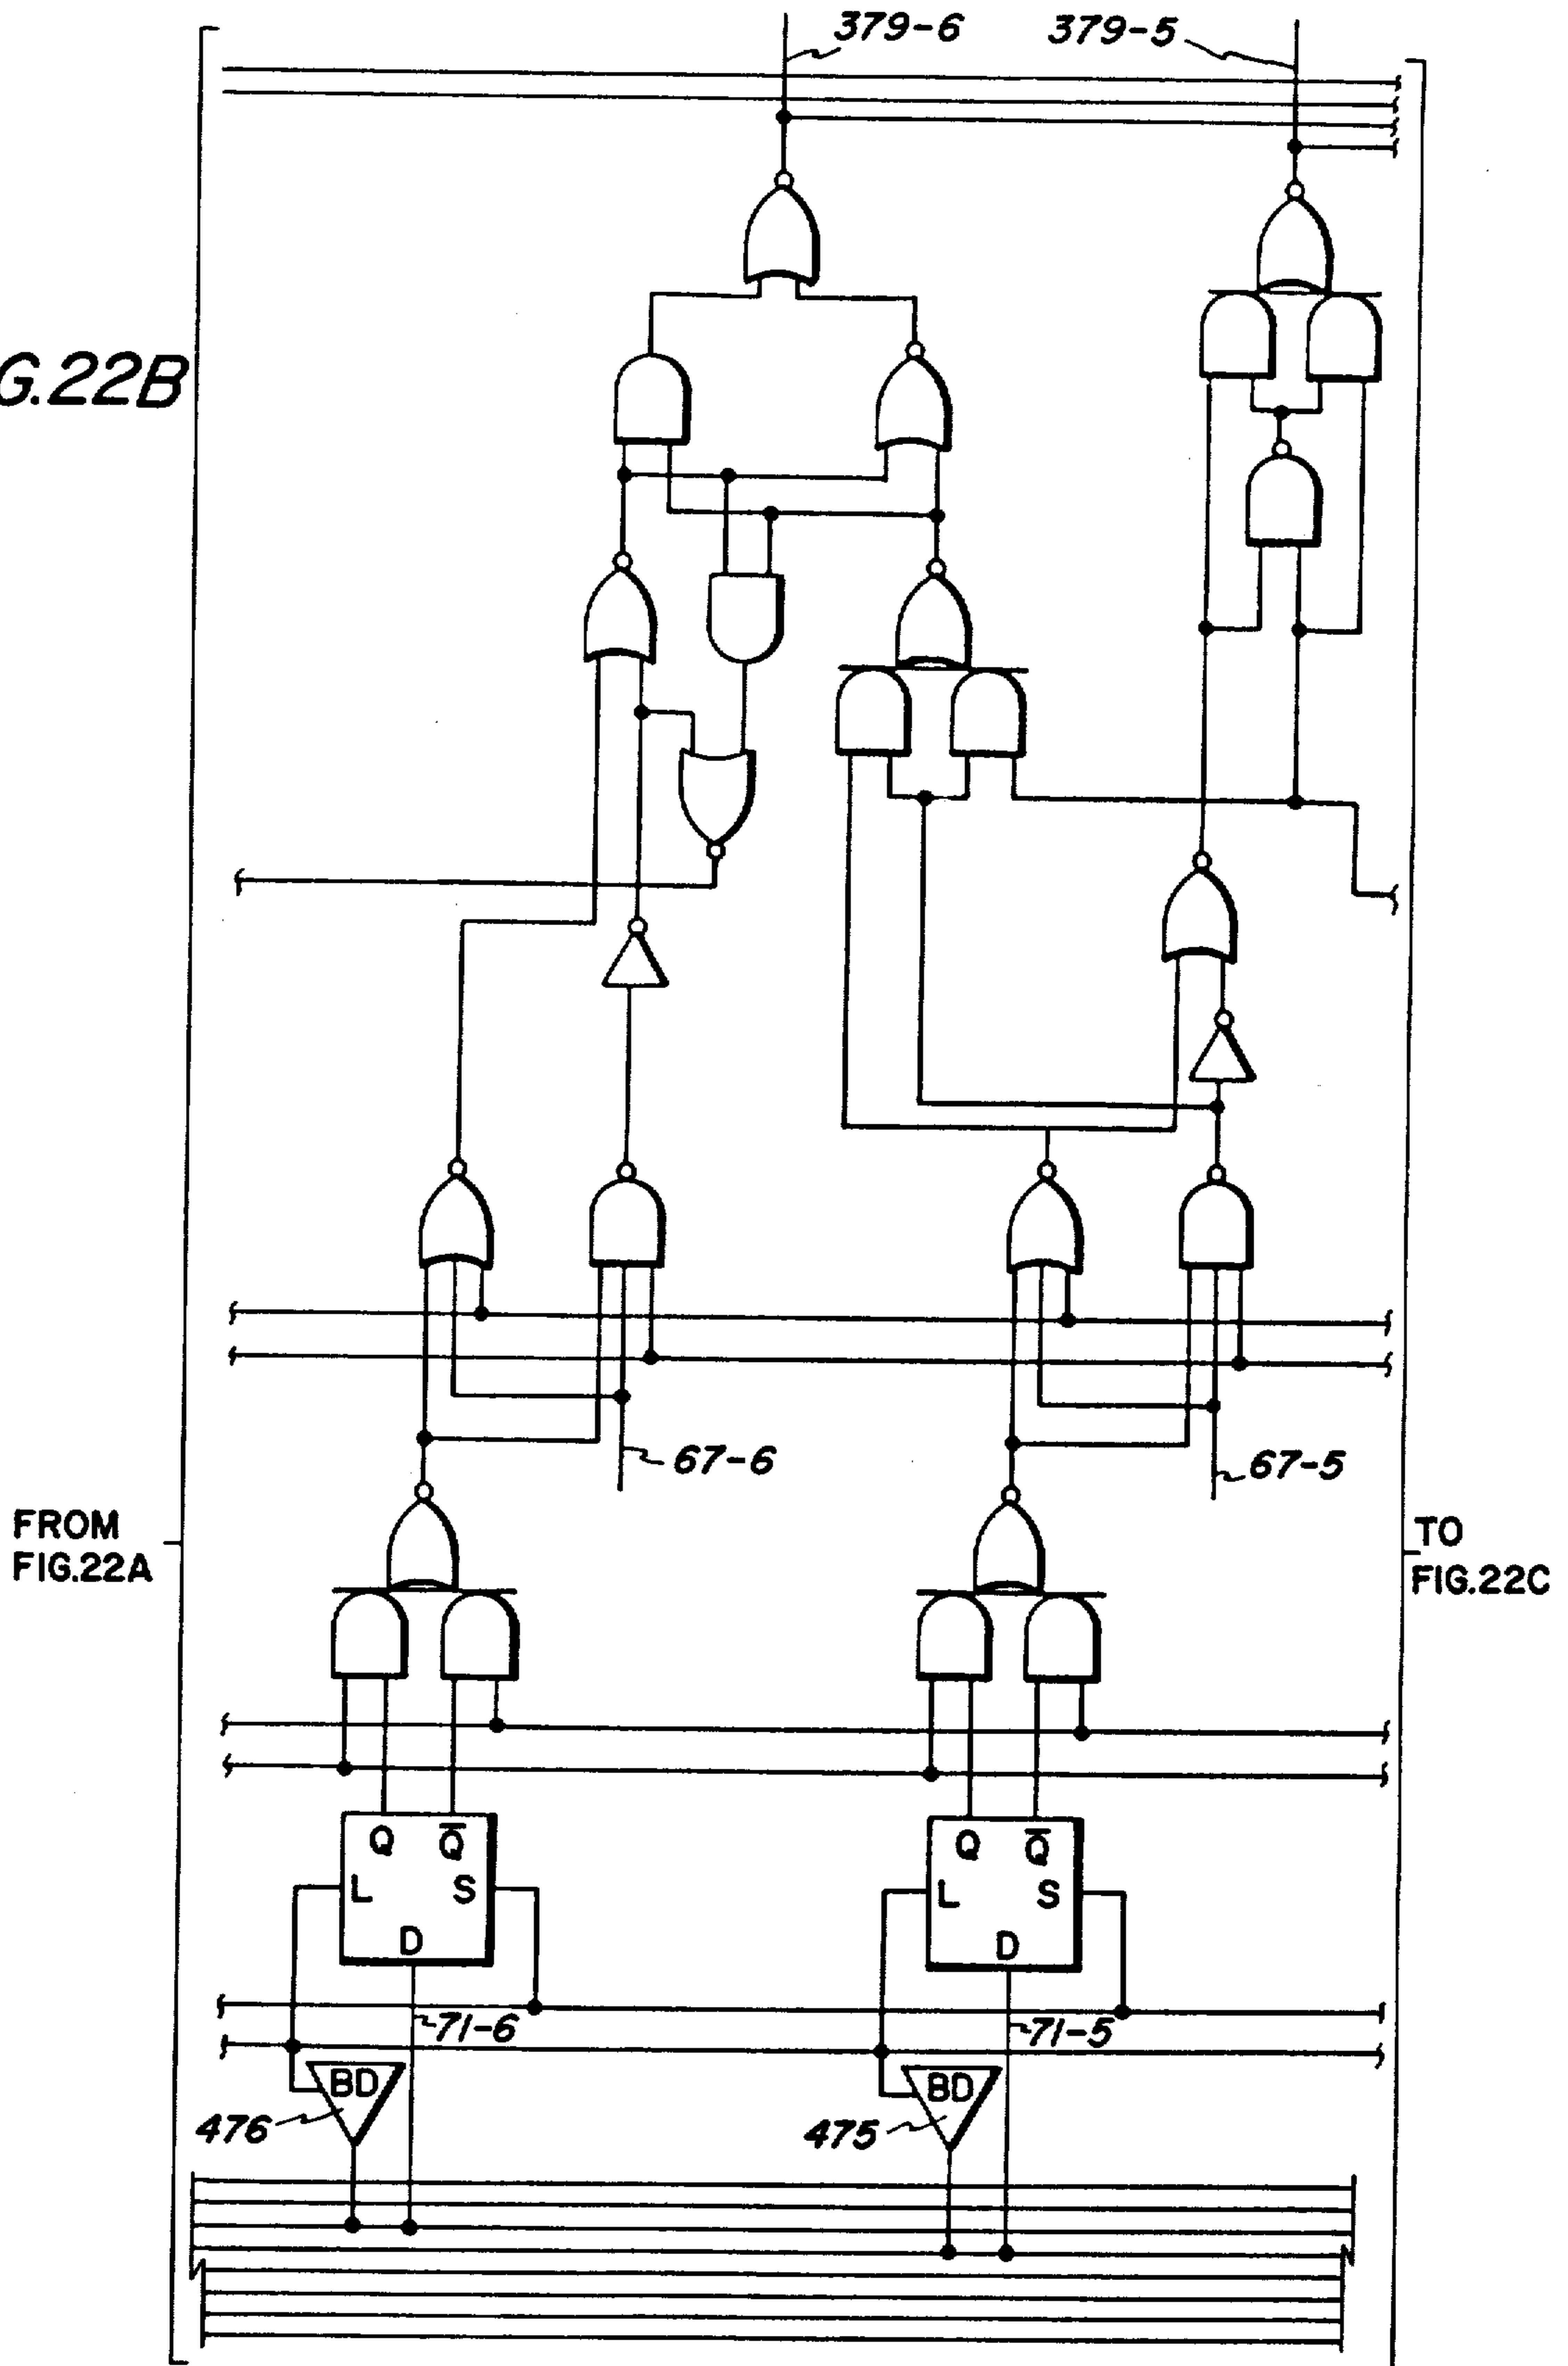 379-6
379-5
G.22B
67-6
67-5
FROM
FIG.22A
TO
FIG.22C
Q Q̅
L S
D
Q Q̅
L S
D
71-6
71-5
BD
476
BD
475